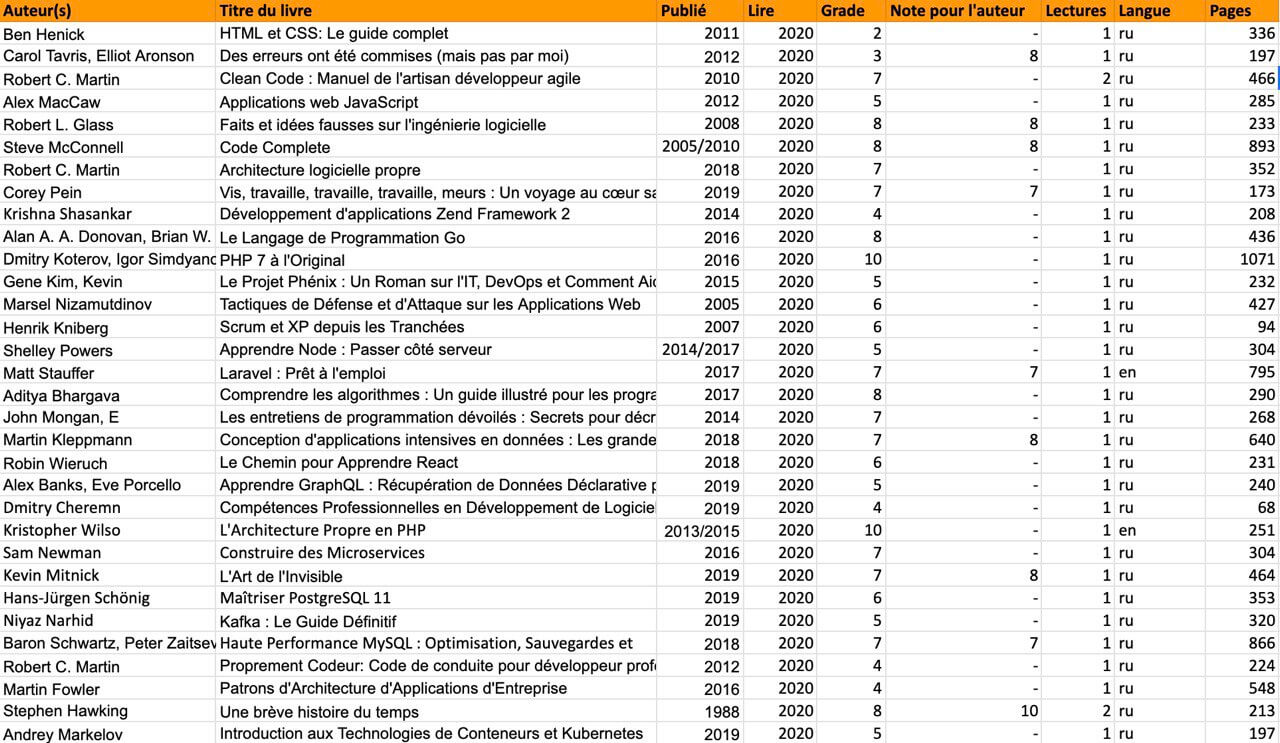 Auteur(s) Titre du livre Publié Lire Grade Note pour l'auteur Lectures Langue Pages
Ben Henick HTML et CSS: Le guide complet 2011 2020 2 - 1 ru 336
Carol Tavris, Elliot Aronson Des erreurs ont été commises (mais pas par moi) 2012 2020 3 8 1 ru 197
Robert C. Martin Clean Code : Manuel de l'artisan développeur agile 2010 2020 7 - 2 ru 466
Alex MacCaw Applications web JavaScript 2012 2020 5 - 1 ru 285
Robert L. Glass Faits et idées fausses sur l'ingénierie logicielle 2008 2020 8 8 1 ru 233
Steve McConnell Code Complete 2005/2010 2020 8 8 1 ru 893
Robert C. Martin Architecture logicielle propre 2018 2020 7 - 1 ru 352
Corey Pein Vis, travaille, travaille, travaille, meurs : Un voyage au cœur sa 2019 2020 7 7 1 ru 173
Krishna Shasankar Développement d'applications Zend Framework 2 2014 2020 4 - 1 ru 208
Alan A. A. Donovan, Brian W. Le Langage de Programmation Go 2016 2020 8 - 1 ru 436
Dmitry Koterov, Igor Simdyanc PHP 7 à l'Original 2016 2020 10 - 1 ru 1071
Gene Kim, Kevin Le Projet Phénix : Un Roman sur l'IT, DevOps et Comment Aic 2015 2020 5 - 1 ru 232
Marsel Nizamutdinov Tactiques de Défense et d'Attaque sur les Applications Web 2005 2020 6 - 1 ru 427
Henrik Kniberg Scrum et XP depuis les Tranchées 2007 2020 6 - 1 ru 94
Shelley Powers Apprendre Node : Passer côté serveur 2014/2017 2020 5 - 1 ru 304
Matt Stauffer Laravel : Prêt à l'emploi 2017 2020 7 7 1 en 795
Aditya Bhargava Comprendre les algorithmes : Un guide illustré pour les progra 2017 2020 8 - 1 ru 290
John Mongan, E Les entretiens de programmation dévoilés : Secrets pour décr 2014 2020 7 - 1 ru 268
Martin Kleppmann Conception d'applications intensives en données : Les grande 2018 2020 7 8 1 ru 640
Robin Wieruch Le Chemin pour Apprendre React 2018 2020 6 - 1 ru 231
Alex Banks, Eve Porcello Apprendre GraphQL : Récupération de Données Déclarative p 2019 2020 5 - 1 ru 240
Dmitry Cheremn Compétences Professionnelles en Développement de Logiciel 2019 2020 4 - 1 ru 68
Kristopher Wilso L'Architecture Propre en PHP 2013/2015 2020 10 - 1 en 251
Sam Newman Construire des Microservices 2016 2020 7 - 1 ru 304
Kevin Mitnick L'Art de l'Invisible 2019 2020 7 8 1 ru 464
Hans-Jürgen Schönig Maîtriser PostgreSQL 11 2019 2020 6 - 1 ru 353
Niyaz Narhid Kafka : Le Guide Définitif 2019 2020 5 - 1 ru 320
Baron Schwartz, Peter Zaitsev Haute Performance MySQL : Optimisation, Sauvegardes et 2018 2020 7 7 1 ru 866
Robert C. Martin Proprement Codeur: Code de conduite pour développeur profe 2012 2020 4 - 1 ru 224
Martin Fowler Patrons d'Architecture d'Applications d'Entreprise 2016 2020 4 - 1 ru 548
Stephen Hawking Une brève histoire du temps 1988 2020 8 10 2 ru 213
Andrey Markelov Introduction aux Technologies de Conteneurs et Kubernetes 2019 2020 5 - 1 ru 197